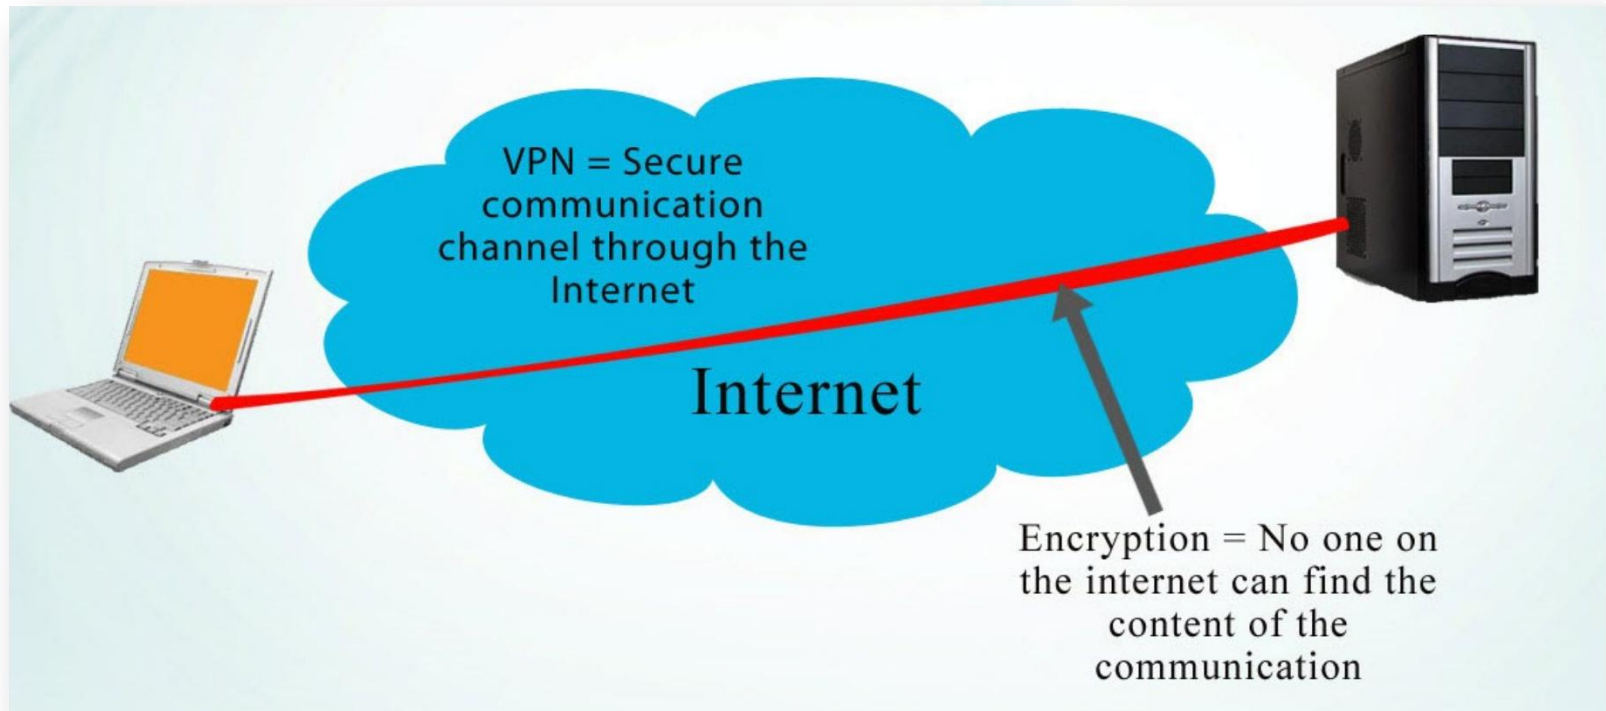 VPN = Secure
communication
channel through the
Internet
Internet
Encryption = No one on
the internet can find the
content of the
communication